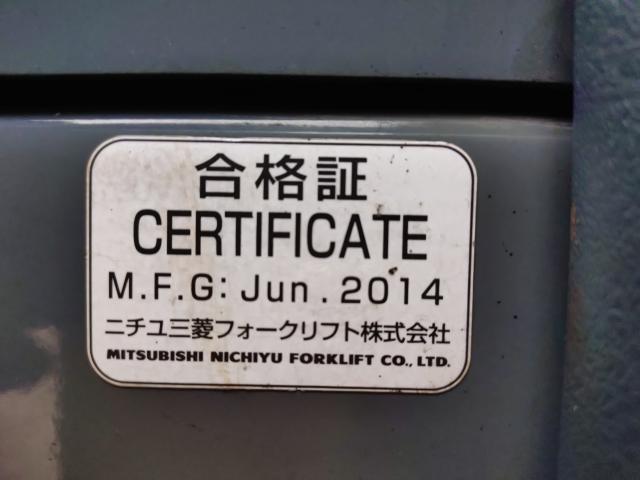 合格証
CERTIFICATE
M.F.G: Jun. 2014
ニチユ三菱フォークリフト株式会社
MITSUBISHI NICHIYU FORKLIFT CO., LTD.